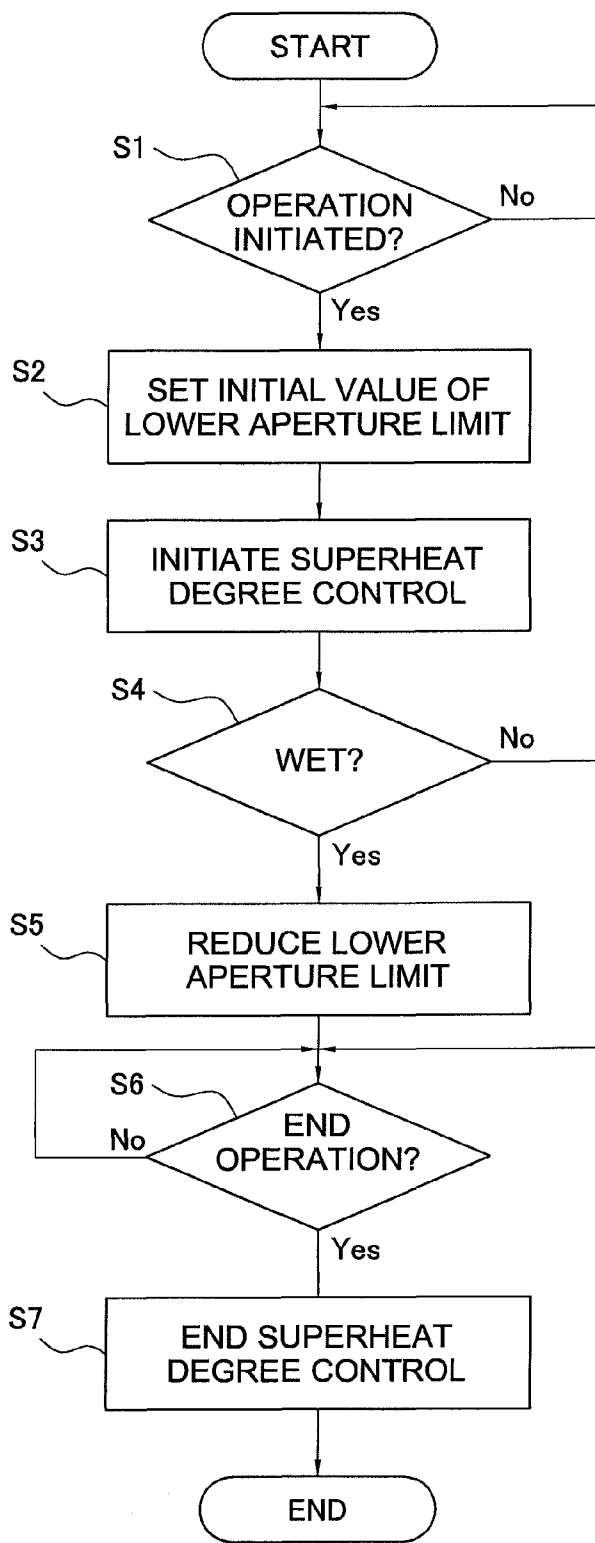 START
S1
OPERATION
INITIATED?
No
Yes
S2
SET INITIAL VALUE OF
LOWER APERTURE LIMIT
S3
INITIATE SUPERHEAT
DEGREE CONTROL
S4
WET?
No
Yes
S5
REDUCE LOWER
APERTURE LIMIT
S6
END
OPERATION?
No
Yes
S7
END SUPERHEAT
DEGREE CONTROL
END